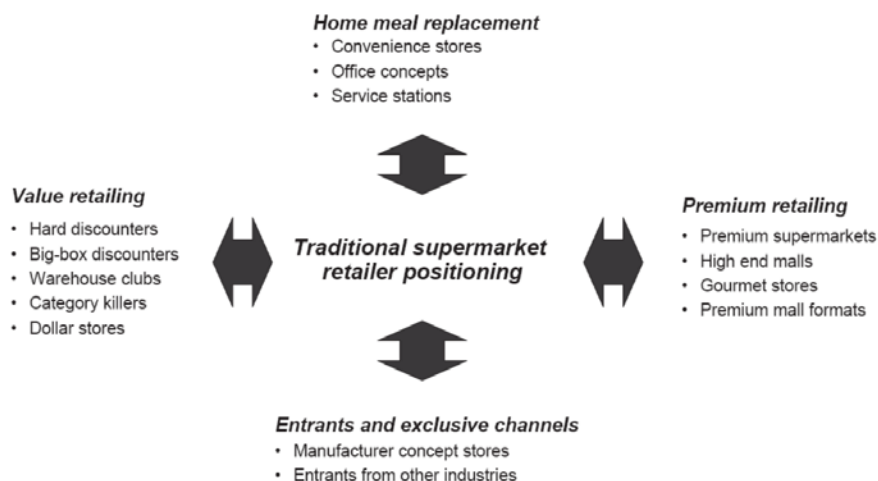 Home meal replacement
• Convenience stores
• Office concepts
• Service stations
Value retailing
• Hard discounters
• Big-box discounters
• Warehouse clubs
• Category killers
• Dollar stores
Traditional supermarket
retailer positioning
Premium retailing
• Premium supermarkets
• High end malls
• Gourmet stores
• Premium mall formats
Entrants and exclusive channels
• Manufacturer concept stores
• Entrants from other industries